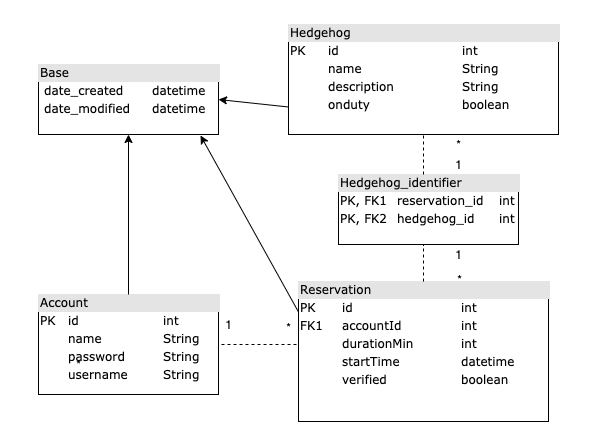 Hedgehog
PK id int
name String
description String
onduty boolean
Base
date_created datetime
date_modified datetime
*
1
Hedgehog_identifier
PK, FK1 reservation_id int
PK, FK2 hedgehog_id int
1
*
Reservation
PK id int
FK1 accountId int
durationMin int
startTime datetime
verified boolean
Account
PK id int
name String
password String
username String
1 *